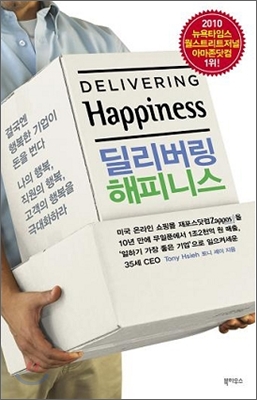 2010
뉴욕타임스
월스트리트저널
아마존닷컴
1위!
DELIVERING
Happiness
딜리버링
해피니스
결국엔
행복한 기업이
돈을 번다
나의 행복,
직원의 행복,
고객의 행복을
극대화하라
미국 온라인 쇼핑몰 재포스닷컴Zappos를
10년 만에 무일푼에서 1조2천억 원 매출,
'일하기 가장 좋은 기업'으로 일으켜세운
35세 CEO Tony Hsieh 토니 셰이 지음
북하우스